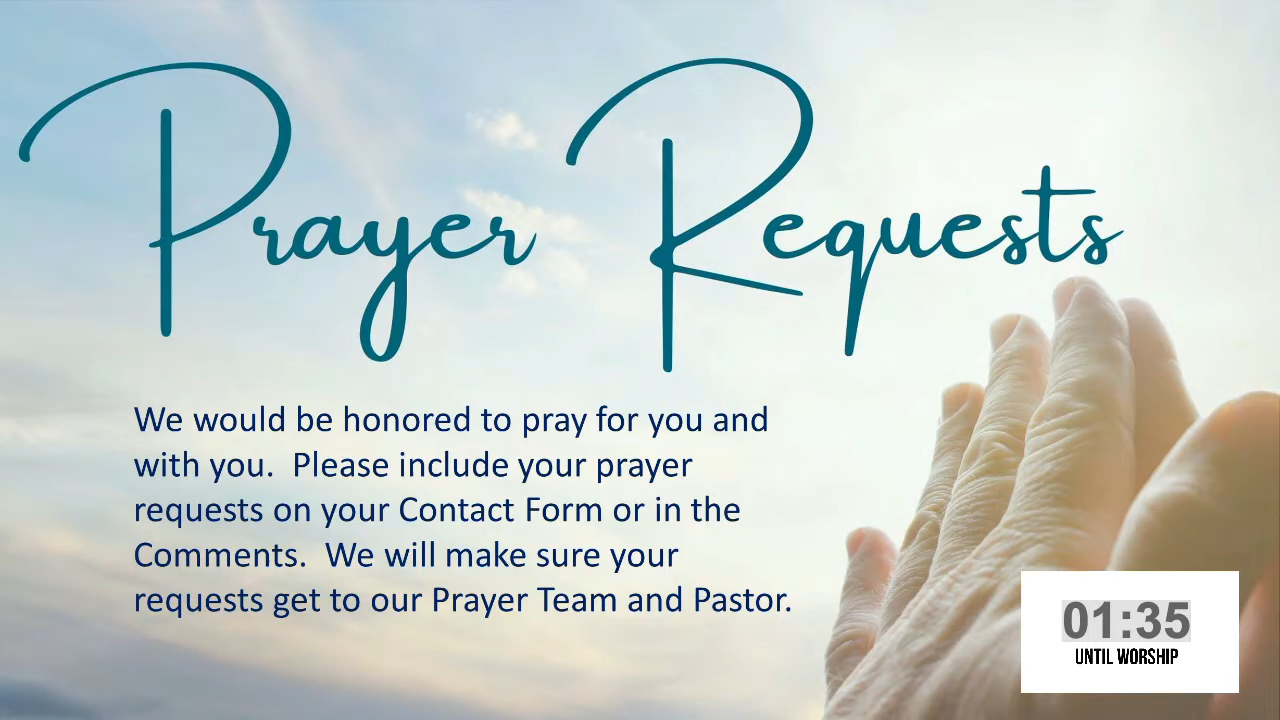 Prayer Requests
We would be honored to pray for you and
with you.  Please include your prayer
requests on your Contact Form or in the
Comments.  We will make sure your
requests get to our Prayer Team and Pastor.
01:35
UNTIL WORSHIP